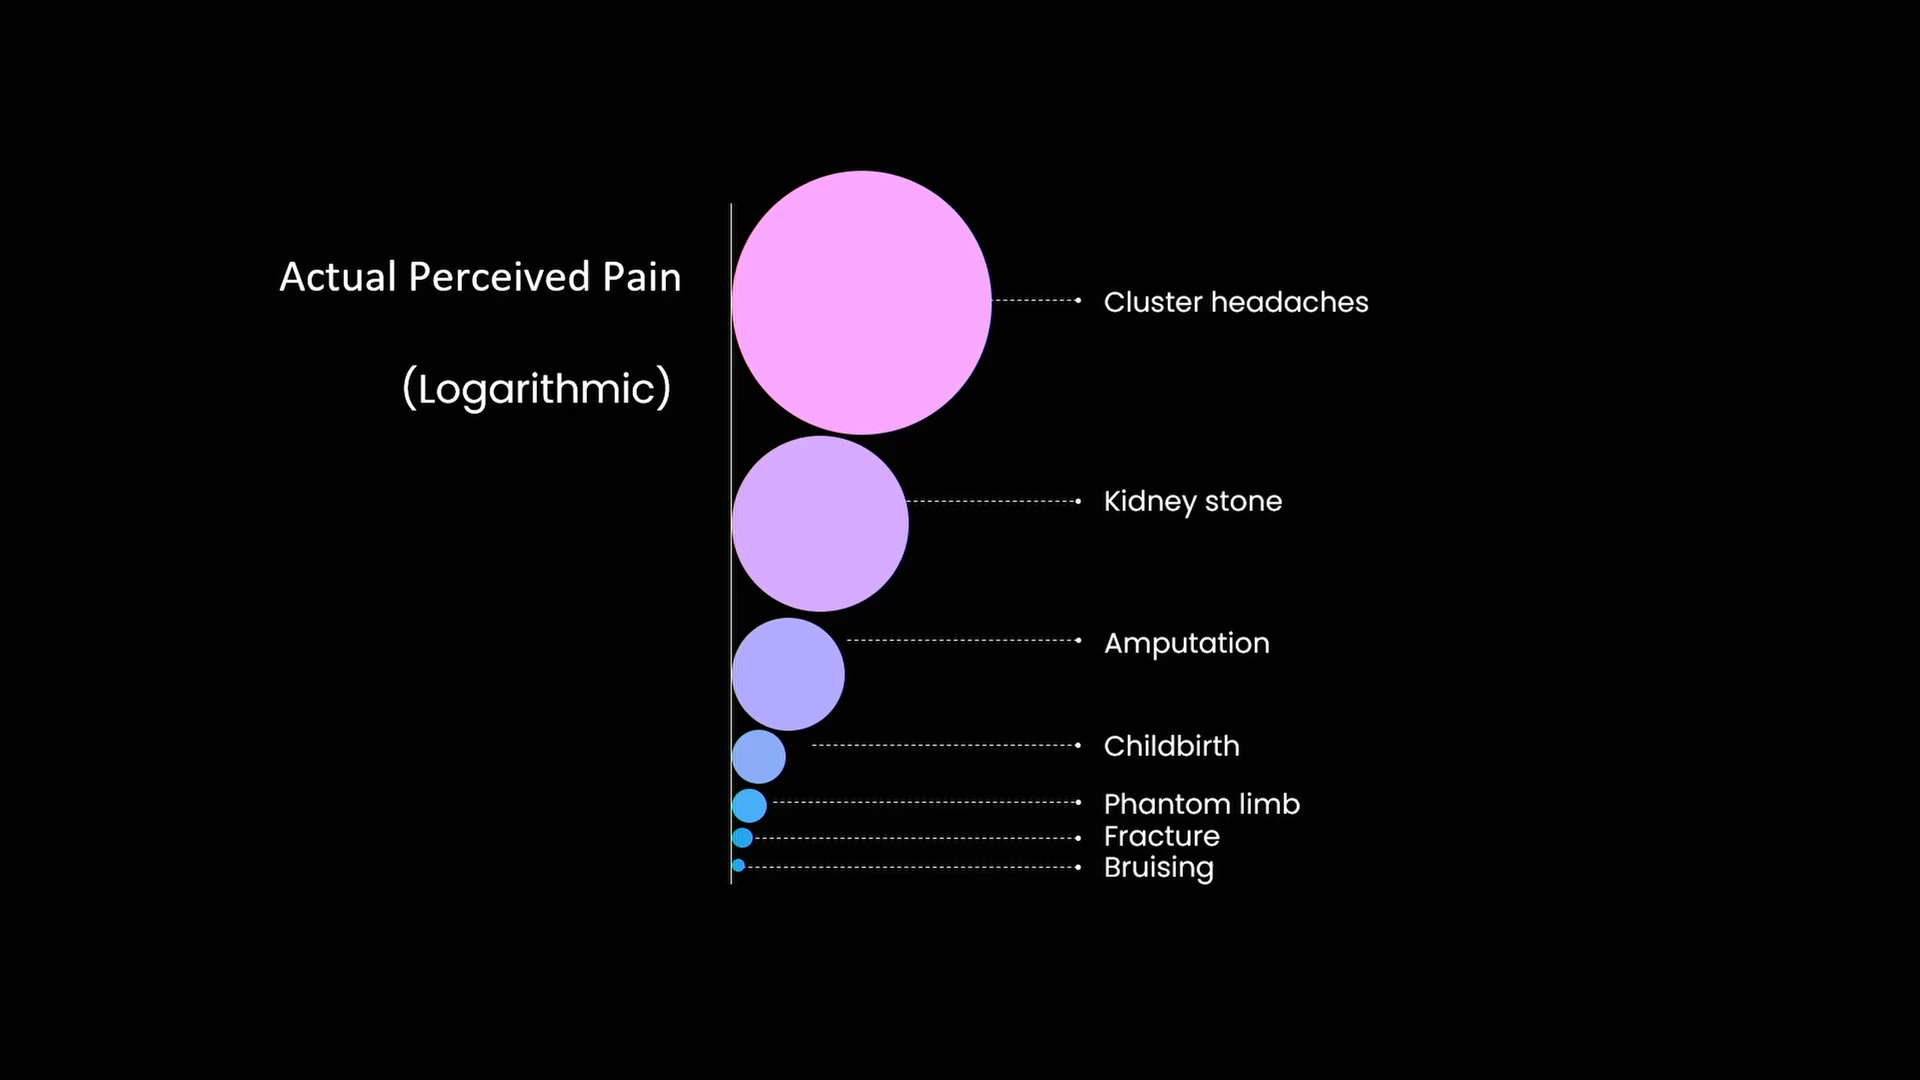 Actual Perceived Pain
(Logarithmic)
Cluster headaches
Kidney stone
Amputation
Childbirth
Phantom limb
Fracture
Bruising